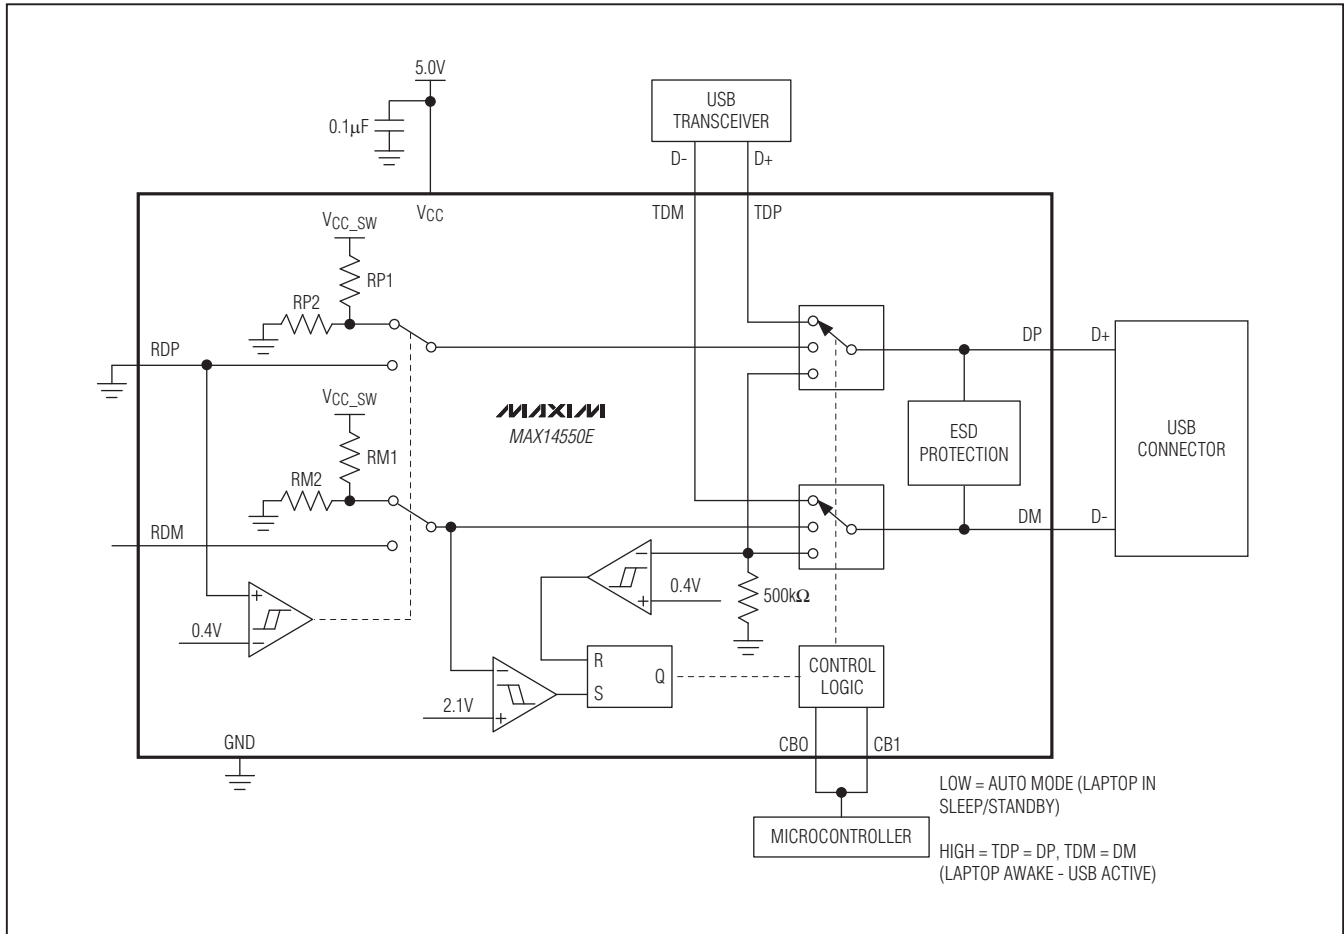 5.0V
0.1µF
USB
TRANSCEIVER
D-
D+
VCC
TDM
TDP
VCC_SW
RP1
RP2
RDP
VCC_SW
RM1
RM2
RDM
MAXIM
MAX14550E
DP
D+
ESD
PROTECTION
USB
CONNECTOR
DM
D-
+
0.4V
−
−
0.4V
+
500kΩ
−
2.1V
+
R
S
Q
CONTROL
LOGIC
GND
CB0
CB1
MICROCONTROLLER
LOW = AUTO MODE (LAPTOP IN
SLEEP/STANDBY)
HIGH = TDP = DP, TDM = DM
(LAPTOP AWAKE - USB ACTIVE)